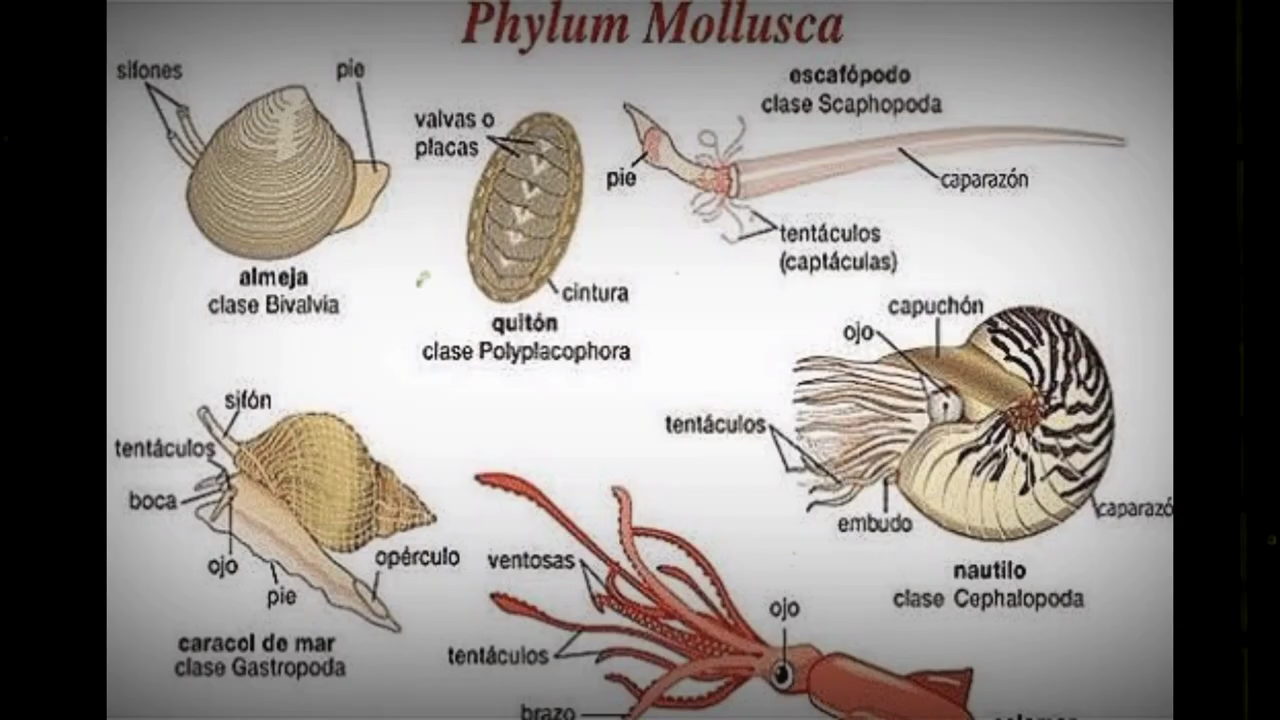 Phylum Mollusca
sifones
pie
almeja
clase Bivalvia
valvas o
placas
cintura
quitón
clase Polyplacophora
escafópodo
clase Scaphopoda
pie
caparazón
tentáculos
(captáculas)
sifón
tentáculos
boca
ojo
pie
opérculo
caracol de mar
clase Gastropoda
capuchón
ojo
tentáculos
embudo
caparazó
nautilo
clase Cephalopoda
ventosas
ojo
tentáculos
brazo